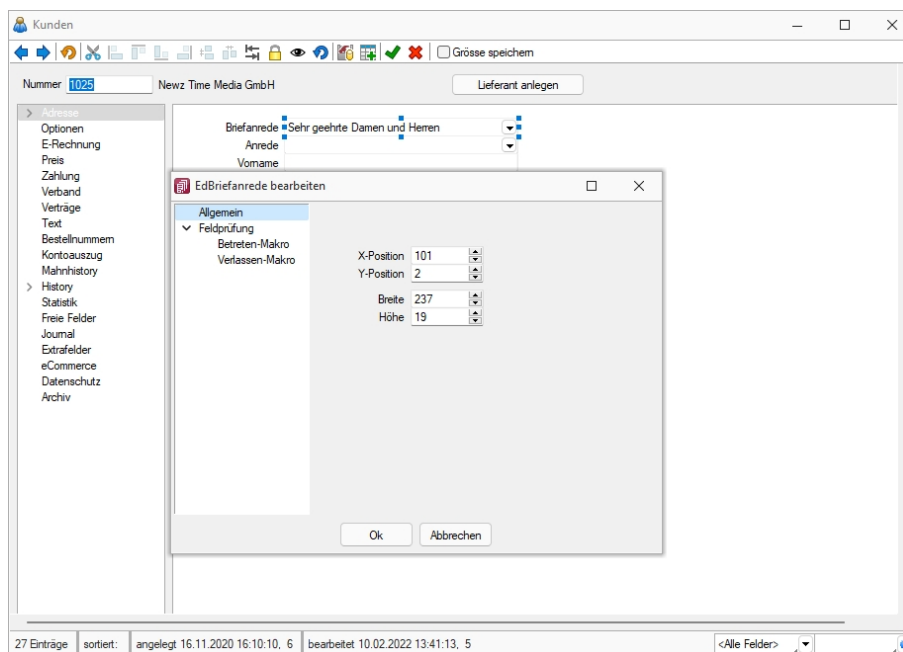 Kunden
Grösse speichern
Nummer 1025 Newz Time Media GmbH Lieferant anlegen
Adresse
Optionen
E-Rechnung
Preis
Zahlung
Verband
Verträge
Text
Bestellnummern
Kontoauszug
Mahnhistory
History
Statistik
Freie Felder
Journal
Extrafelder
eCommerce
Datenschutz
Archiv
Briefanrede Sehr geehrte Damen und Herren
Anrede
Vorname
EdBriefanrede bearbeiten
Allgemein
Feldprüfung
Betreten-Makro
Verlassen-Makro
X-Position 101
Y-Position 2
Breite 237
Höhe 19
Ok Abbrechen
27 Einträge sortiert: angelegt 16.11.2020 16:10:10, 6 bearbeitet 10.02.2022 13:41:13, 5 <Alle Felder>